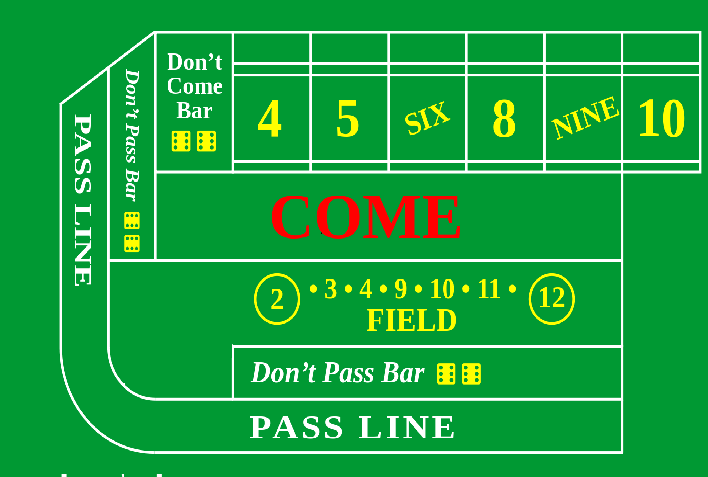 Don’t
Come
Bar
4
5
SIX
8
NINE
10
Don’t Pass Bar
PASS LINE
COME
2
• 3 • 4 • 9 • 10 • 11 •
12
FIELD
Don’t Pass Bar
PASS LINE